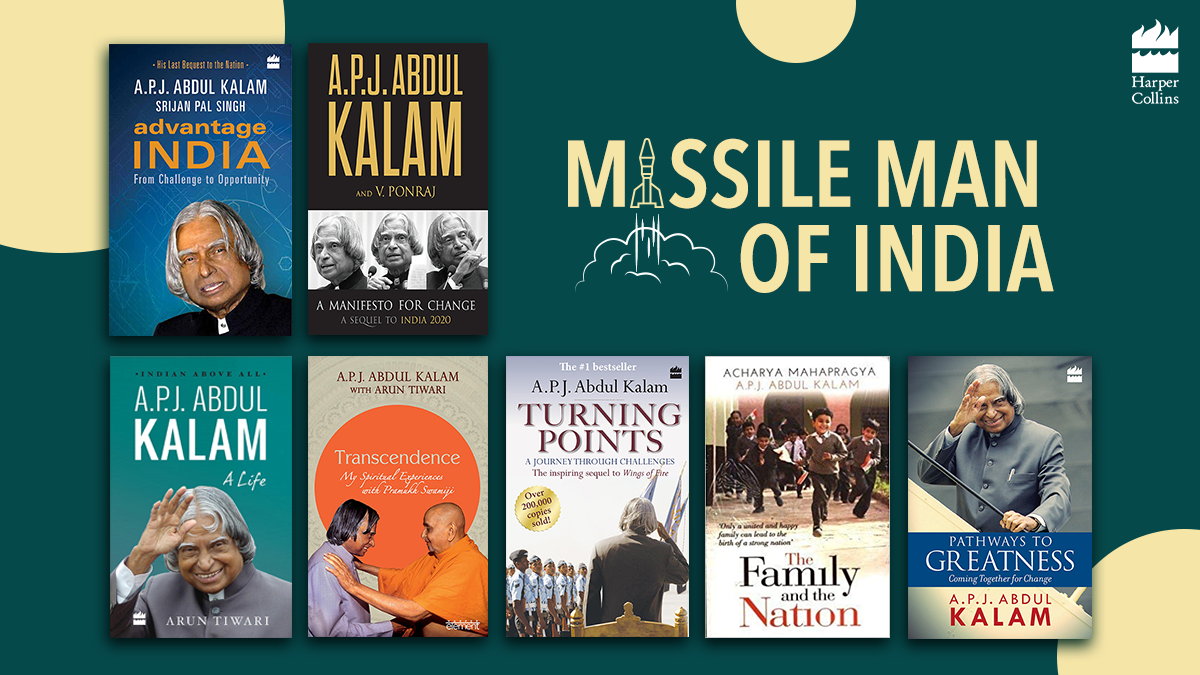 Harper
Collins
MISSILE MAN
OF INDIA
· His Last Bequest to the Nation ·
A.P.J. ABDUL KALAM
SRIJAN PAL SINGH
advantage
INDIA
From Challenge to Opportunity
A.P.J. ABDUL
KALAM
AND V. PONRAJ
A MANIFESTO FOR CHANGE
A SEQUEL TO INDIA 2020
·INDIAN ABOVE ALL·
A.P.J. ABDUL
KALAM
A Life
ARUN TIWARI
A.P.J. ABDUL KALAM
WITH ARUN TIWARI
Transcendence
My Spiritual Experiences
with Pramukh Swamiji
element
The #1 bestseller
A.P.J. Abdul Kalam
TURNING
POINTS
A JOURNEY THROUGH CHALLENGES
The inspiring sequel to Wings of Fire
Over
200,000
copies
sold!
ACHARYA MAHAPRAGYA
A.P.J. ABDUL KALAM
'Only a united and happy
family can lead to the
birth of a strong nation'
The
Family
and the
Nation
PATHWAYS TO
GREATNESS
Coming Together for Change
A.P.J. ABDUL
KALAM